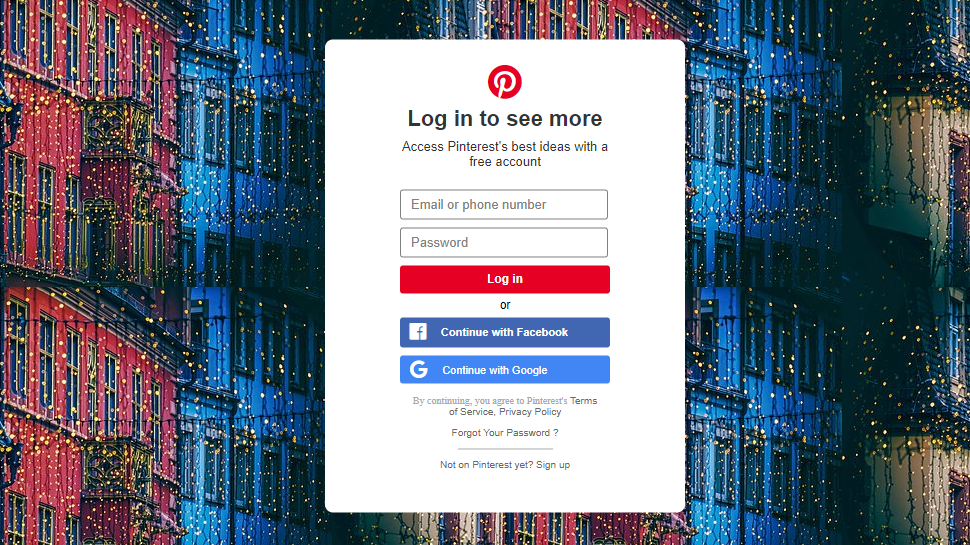 Log in to see more
Access Pinterest's best ideas with a
free account
Email or phone number
Password
Log in
or
Continue with Facebook
Continue with Google
By continuing, you agree to Pinterest's Terms
of Service, Privacy Policy
Forgot Your Password ?
Not on Pinterest yet? Sign up